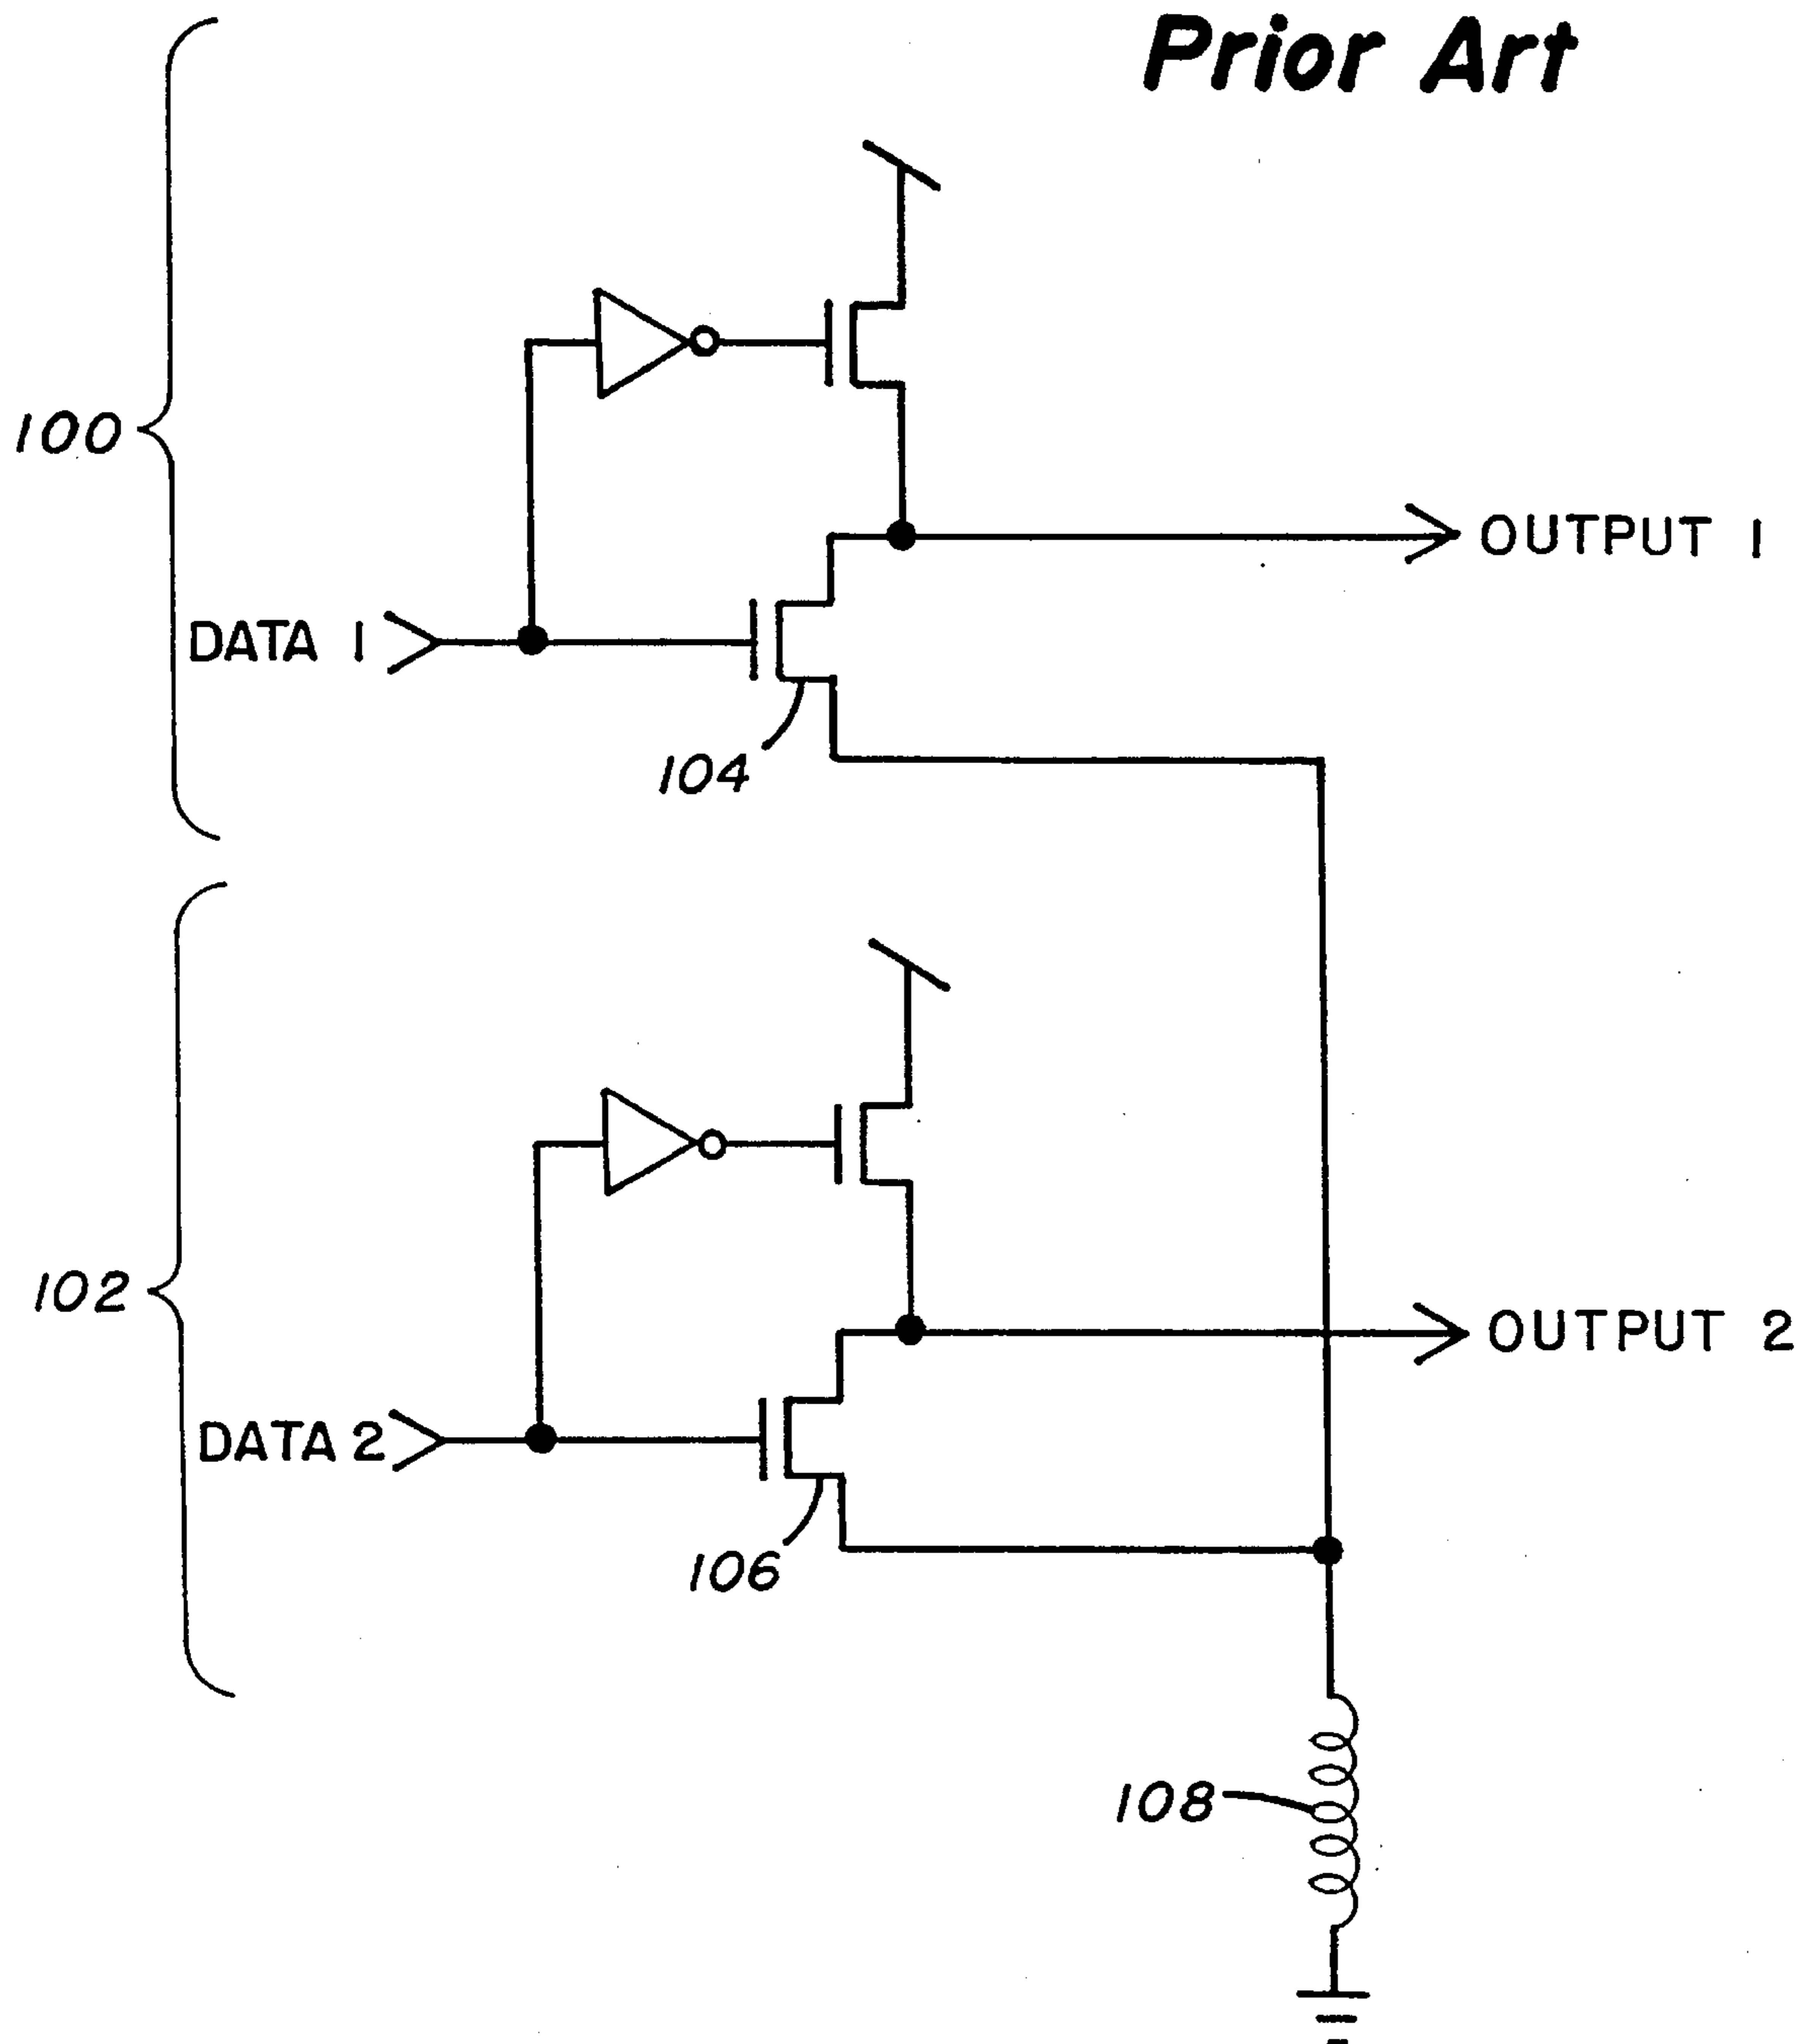 Prior Art
100
OUTPUT 1
DATA 1
104
102
OUTPUT 2
DATA 2
106
108